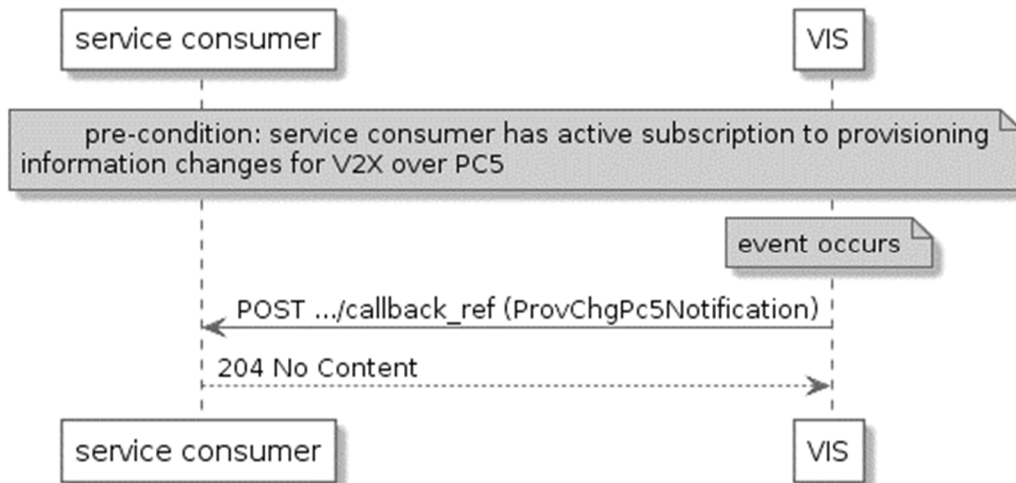 service consumer
VIS
pre-condition: service consumer has active subscription to provisioning
information changes for V2X over PC5
event occurs
POST .../callback_ref (ProvChgPc5Notification)
204 No Content
service consumer
VIS